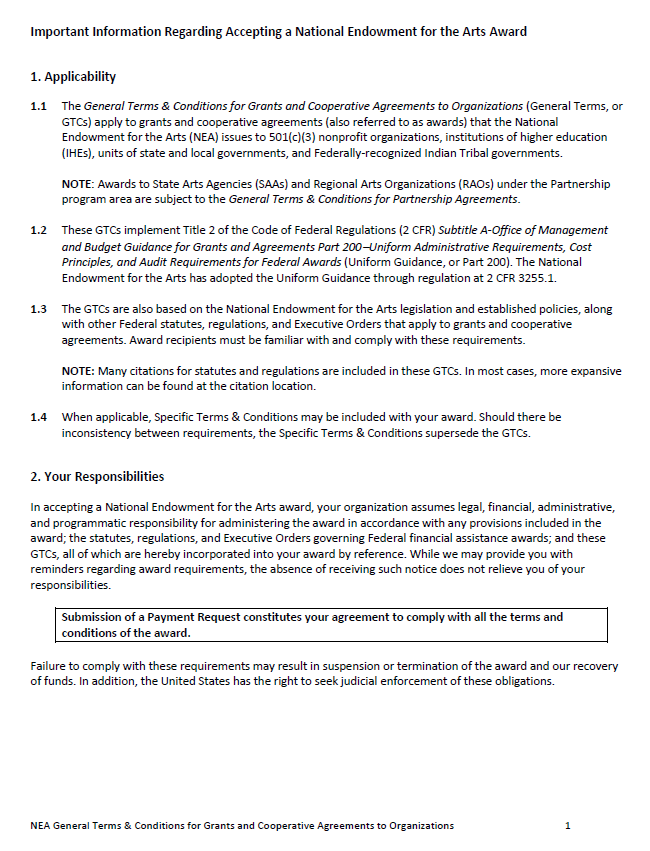 Important Information Regarding Accepting a National Endowment for the Arts Award
1. Applicability
1.1 The General Terms & Conditions for Grants and Cooperative Agreements to Organizations (General Terms, or
GTCs) apply to grants and cooperative agreements (also referred to as awards) that the National
Endowment for the Arts (NEA) issues to 501(c)(3) nonprofit organizations, institutions of higher education
(IHEs), units of state and local governments, and Federally-recognized Indian Tribal governments.
NOTE: Awards to State Arts Agencies (SAAs) and Regional Arts Organizations (RAOs) under the Partnership
program area are subject to the General Terms & Conditions for Partnership Agreements.
1.2 These GTCs implement Title 2 of the Code of Federal Regulations (2 CFR) Subtitle A-Office of Management
and Budget Guidance for Grants and Agreements Part 200–Uniform Administrative Requirements, Cost
Principles, and Audit Requirements for Federal Awards (Uniform Guidance, or Part 200). The National
Endowment for the Arts has adopted the Uniform Guidance through regulation at 2 CFR 3255.1.
1.3 The GTCs are also based on the National Endowment for the Arts legislation and established policies, along
with other Federal statutes, regulations, and Executive Orders that apply to grants and cooperative
agreements. Award recipients must be familiar with and comply with these requirements.
NOTE: Many citations for statutes and regulations are included in these GTCs. In most cases, more expansive
information can be found at the citation location.
1.4 When applicable, Specific Terms & Conditions may be included with your award. Should there be
inconsistency between requirements, the Specific Terms & Conditions supersede the GTCs.
2. Your Responsibilities
In accepting a National Endowment for the Arts award, your organization assumes legal, financial, administrative,
and programmatic responsibility for administering the award in accordance with any provisions included in the
award; the statutes, regulations, and Executive Orders governing Federal financial assistance awards; and these
GTCs, all of which are hereby incorporated into your award by reference. While we may provide you with
reminders regarding award requirements, the absence of receiving such notice does not relieve you of your
responsibilities.
Submission of a Payment Request constitutes your agreement to comply with all the terms and
conditions of the award.
Failure to comply with these requirements may result in suspension or termination of the award and our recovery
of funds. In addition, the United States has the right to seek judicial enforcement of these obligations.
NEA General Terms & Conditions for Grants and Cooperative Agreements to Organizations 1